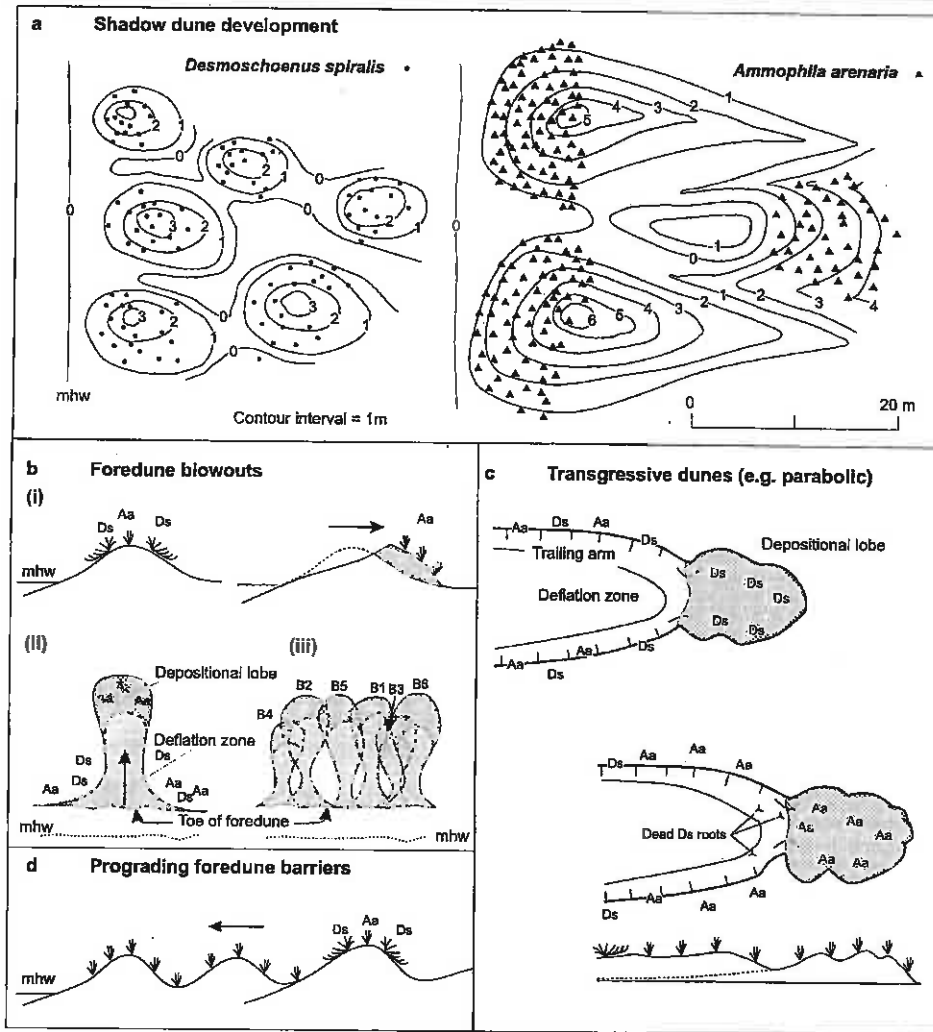 a Shadow dune development
Desmoschoenus spiralis
Ammophila arenaria
0
mhw
2
1
0
2
1
0
2
1
3
2
1
0
3
2
1
0
3
2
1
0
Contour interval = 1m
0
5
4
3
2
1
-1
0
6
5
4
3
2
1
2
3
4
0 20 m
b Foredune blowouts
(i)
Ds Aa Ds
mhw
Aa
(ii)
Depositional lobe
Aa Aa
Deflation zone
Ds Ds
Aa Ds Aa
Ds Aa
Toe of foredune
mhw
(iii)
B4 B2 B5 B1 B3 B6
c Transgressive dunes (e.g. parabolic)
Aa Ds Aa Ds
Trailing arm
Depositional lobe
Deflation zone
Ds Ds Ds
Ds Ds
Aa Ds Aa Ds
Ds Aa Aa Aa
Dead Ds roots
Aa Aa Aa Aa
Aa Aa Aa
Ds Aa Aa Aa
d Prograding foredune barriers
Ds Aa Ds
mhw